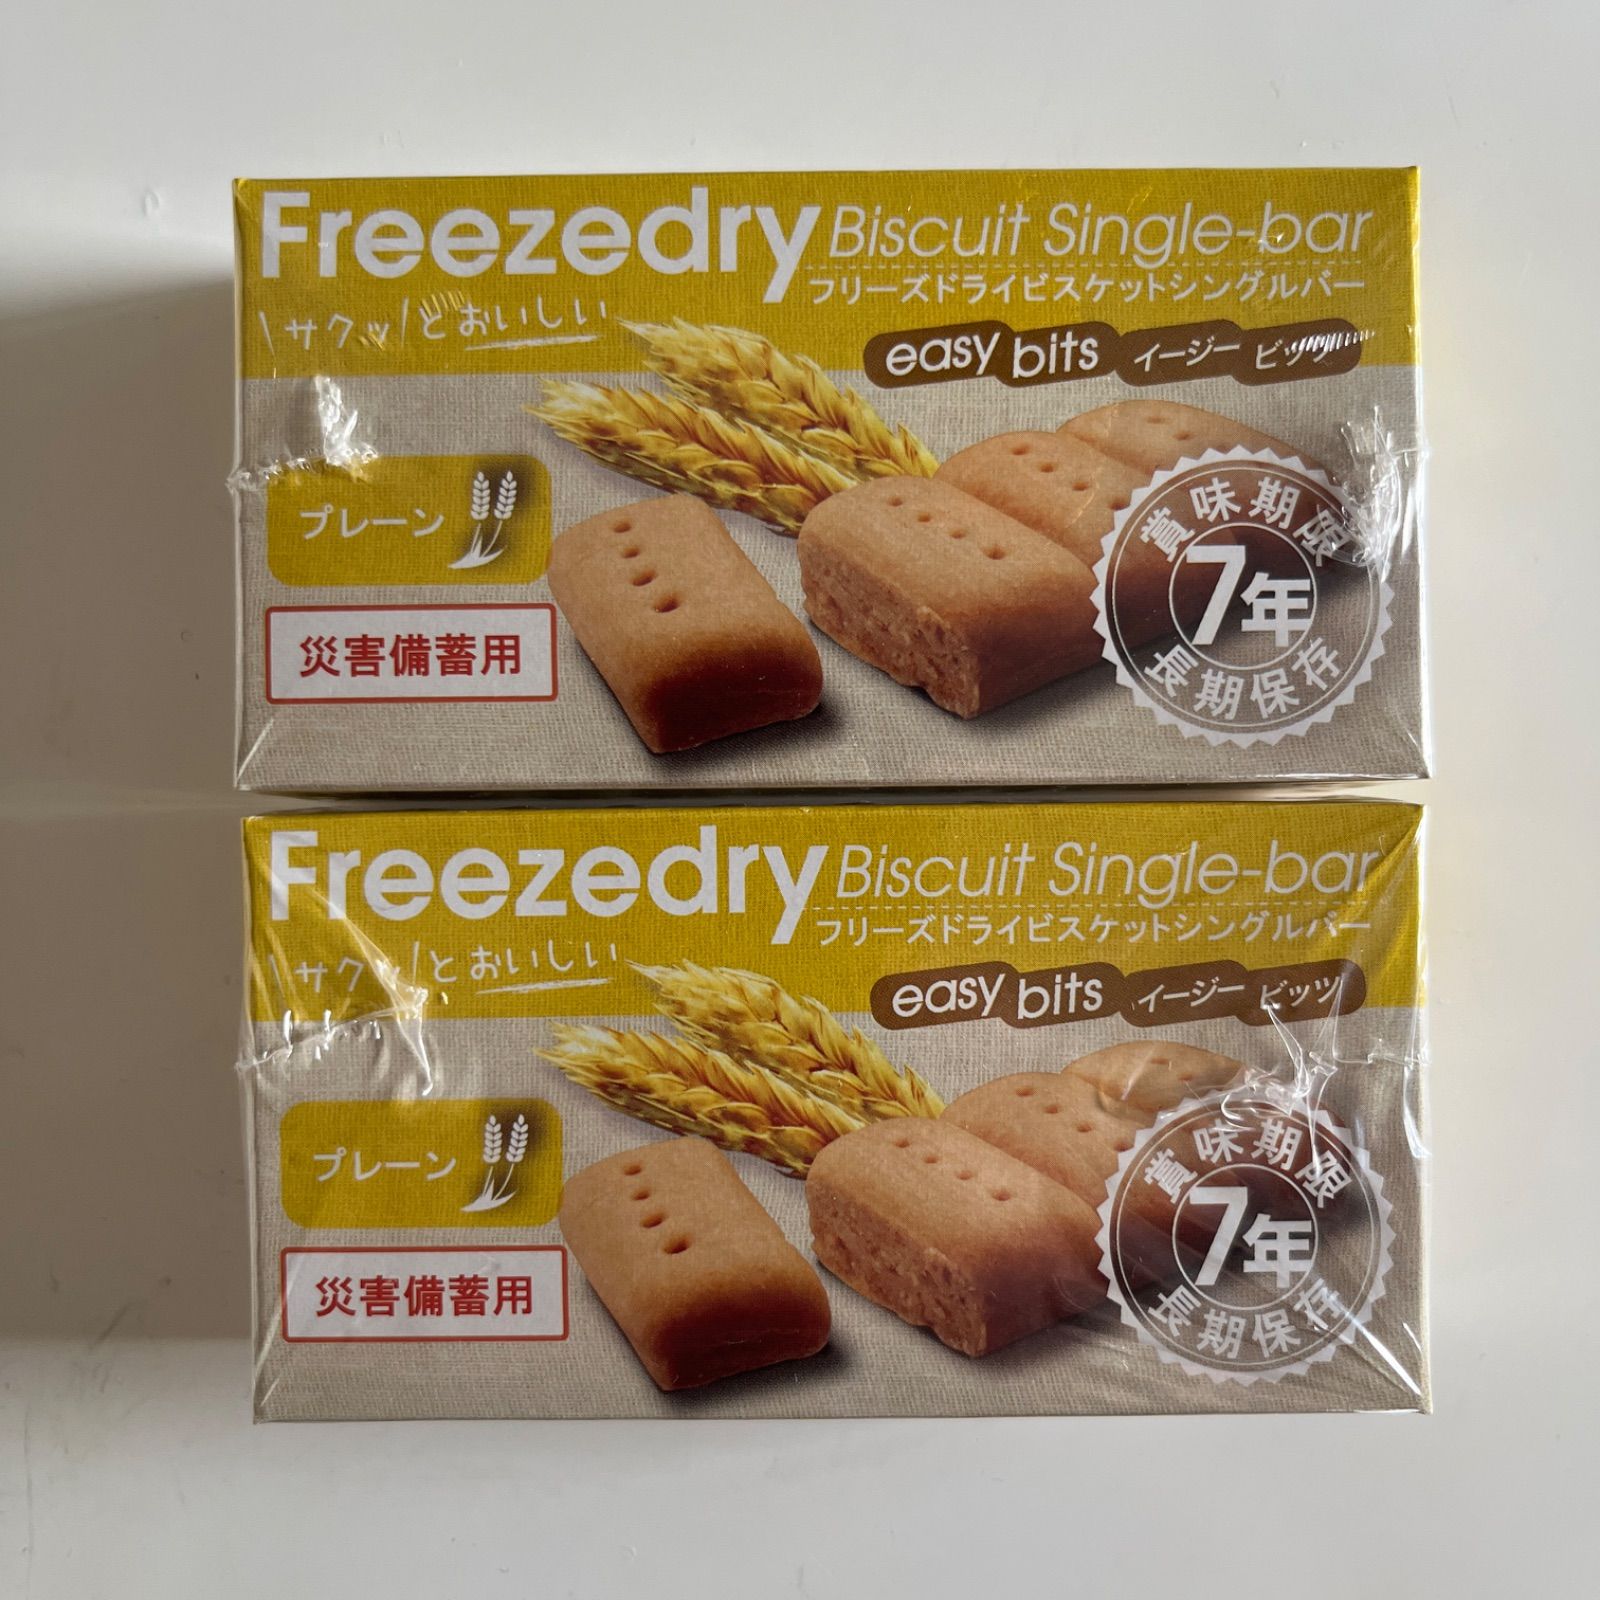 Freezedry Biscuit Single-bar
フリーズドライビスケットシングルバー
サクッとおいしい
easy bits イージービッツ
プレーン
賞味期限
7年
長期保存
災害備蓄用
Freezedry Biscuit Single-bar
フリーズドライビスケットシングルバー
サクッとおいしい
easy bits イージービッツ
プレーン
賞味期限
7年
長期保存
災害備蓄用